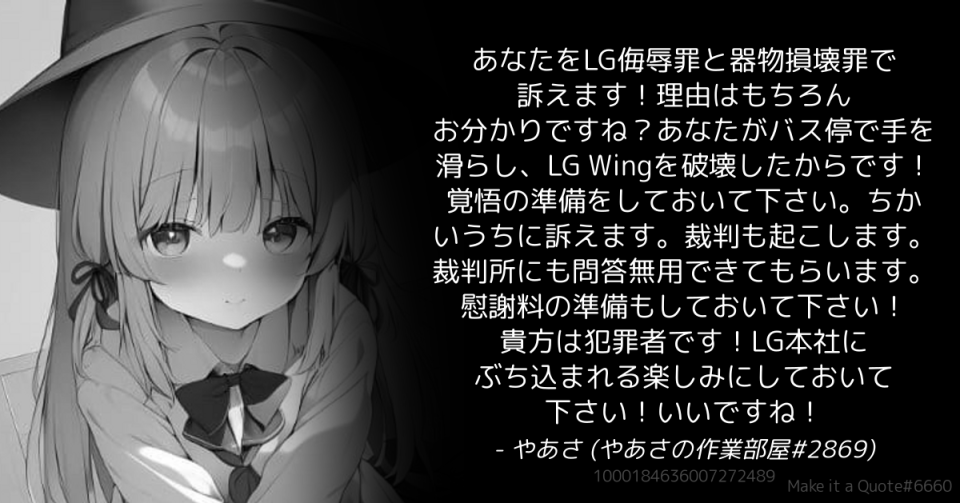 あなたをLG侮辱罪と器物損壊罪で
訴えます！理由はもちろん
お分かりですね？あなたがバス停で手を
滑らし、LG Wingを破壊したからです！
覚悟の準備をしておいて下さい。ちか
いうちに訴えます。裁判も起こします。
裁判所にも問答無用できてもらいます。
慰謝料の準備もしておいて下さい！
貴方は犯罪者です！LG本社に
ぶち込まれる楽しみにしておいて
下さい！いいですね！
- やあさ (やあさの作業部屋#2869)
1000184636007272489
Make it a Quote#6660